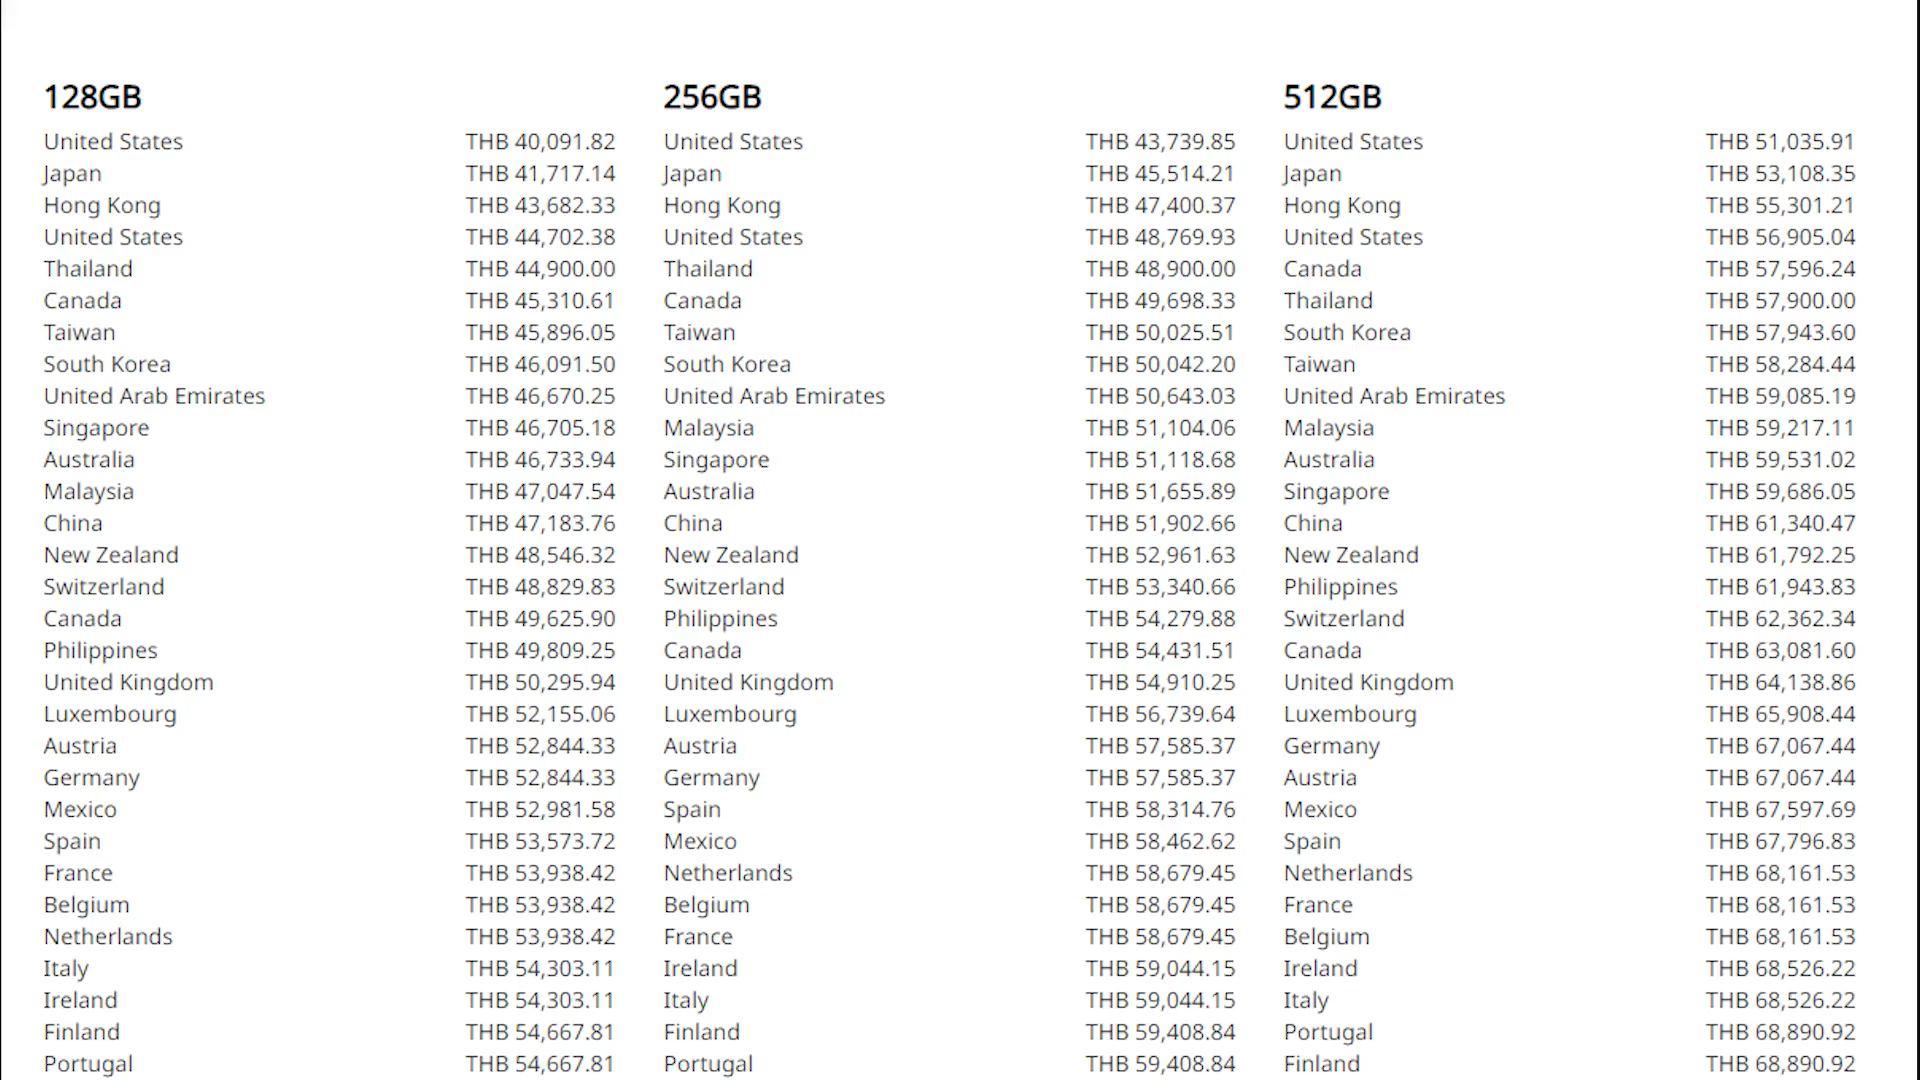 128GB
United States THB 40,091.82
Japan THB 41,717.14
Hong Kong THB 43,682.33
United States THB 44,702.38
Thailand THB 44,900.00
Canada THB 45,310.61
Taiwan THB 45,896.05
South Korea THB 46,091.50
United Arab Emirates THB 46,670.25
Singapore THB 46,705.18
Australia THB 46,733.94
Malaysia THB 47,047.54
China THB 47,183.76
New Zealand THB 48,546.32
Switzerland THB 48,829.83
Canada THB 49,625.90
Philippines THB 49,809.25
United Kingdom THB 50,295.94
Luxembourg THB 52,155.06
Austria THB 52,844.33
Germany THB 52,844.33
Mexico THB 52,981.58
Spain THB 53,573.72
France THB 53,938.42
Belgium THB 53,938.42
Netherlands THB 53,938.42
Italy THB 54,303.11
Ireland THB 54,303.11
Finland THB 54,667.81
Portugal THB 54,667.81
256GB
United States THB 43,739.85
Japan THB 45,514.21
Hong Kong THB 47,400.37
United States THB 48,769.93
Thailand THB 48,900.00
Canada THB 49,698.33
Taiwan THB 50,025.51
South Korea THB 50,042.20
United Arab Emirates THB 50,643.03
Malaysia THB 51,104.06
Singapore THB 51,118.68
Australia THB 51,655.89
China THB 51,902.66
New Zealand THB 52,961.63
Switzerland THB 53,340.66
Philippines THB 54,279.88
Canada THB 54,431.51
United Kingdom THB 54,910.25
Luxembourg THB 56,739.64
Austria THB 57,585.37
Germany THB 57,585.37
Spain THB 58,314.76
Mexico THB 58,462.62
Netherlands THB 58,679.45
Belgium THB 58,679.45
France THB 58,679.45
Ireland THB 59,044.15
Italy THB 59,044.15
Finland THB 59,408.84
Portugal THB 59,408.84
512GB
United States THB 51,035.91
Japan THB 53,108.35
Hong Kong THB 55,301.21
United States THB 56,905.04
Canada THB 57,596.24
Thailand THB 57,900.00
South Korea THB 57,943.60
Taiwan THB 58,284.44
United Arab Emirates THB 59,085.19
Malaysia THB 59,217.11
Australia THB 59,531.02
Singapore THB 59,686.05
China THB 61,340.47
New Zealand THB 61,792.25
Philippines THB 61,943.83
Switzerland THB 62,362.34
Canada THB 63,081.60
United Kingdom THB 64,138.86
Luxembourg THB 65,908.44
Germany THB 67,067.44
Austria THB 67,067.44
Mexico THB 67,597.69
Spain THB 67,796.83
Netherlands THB 68,161.53
France THB 68,161.53
Belgium THB 68,161.53
Ireland THB 68,526.22
Italy THB 68,526.22
Portugal THB 68,890.92
Finland THB 68,890.92